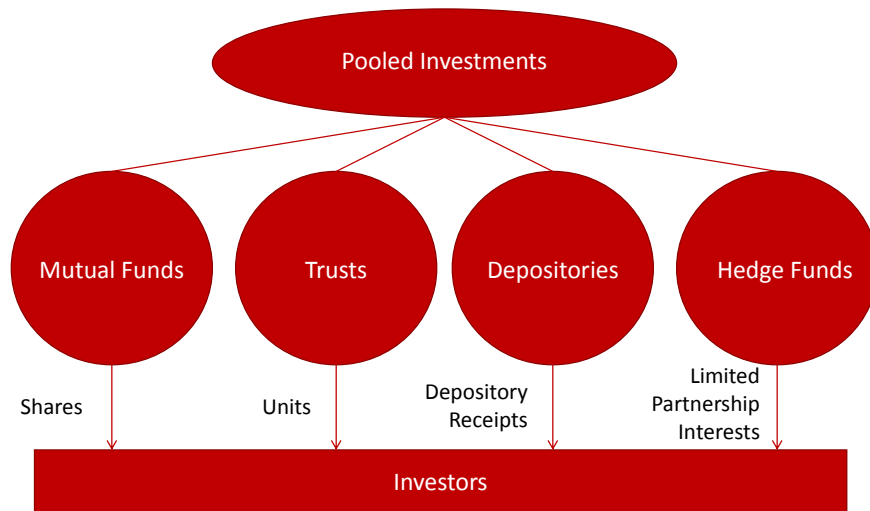 Pooled Investments
Mutual Funds
Trusts
Depositories
Hedge Funds
Shares
Units
Depository
Receipts
Limited
Partnership
Interests
Investors